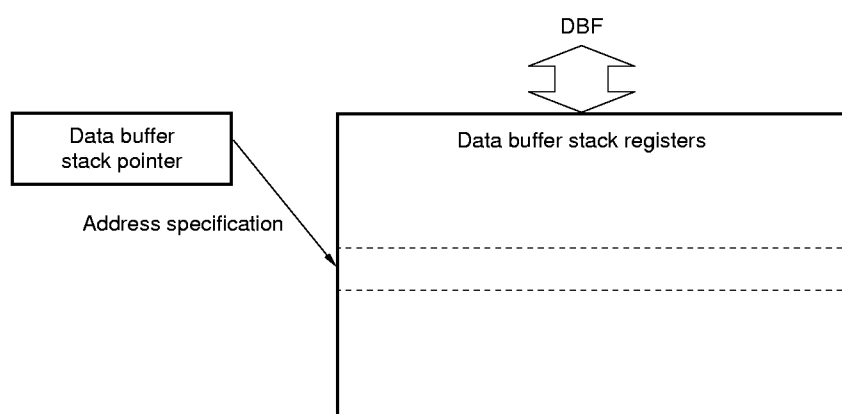 DBF
Data buffer
stack pointer
Data buffer stack registers
Address specification